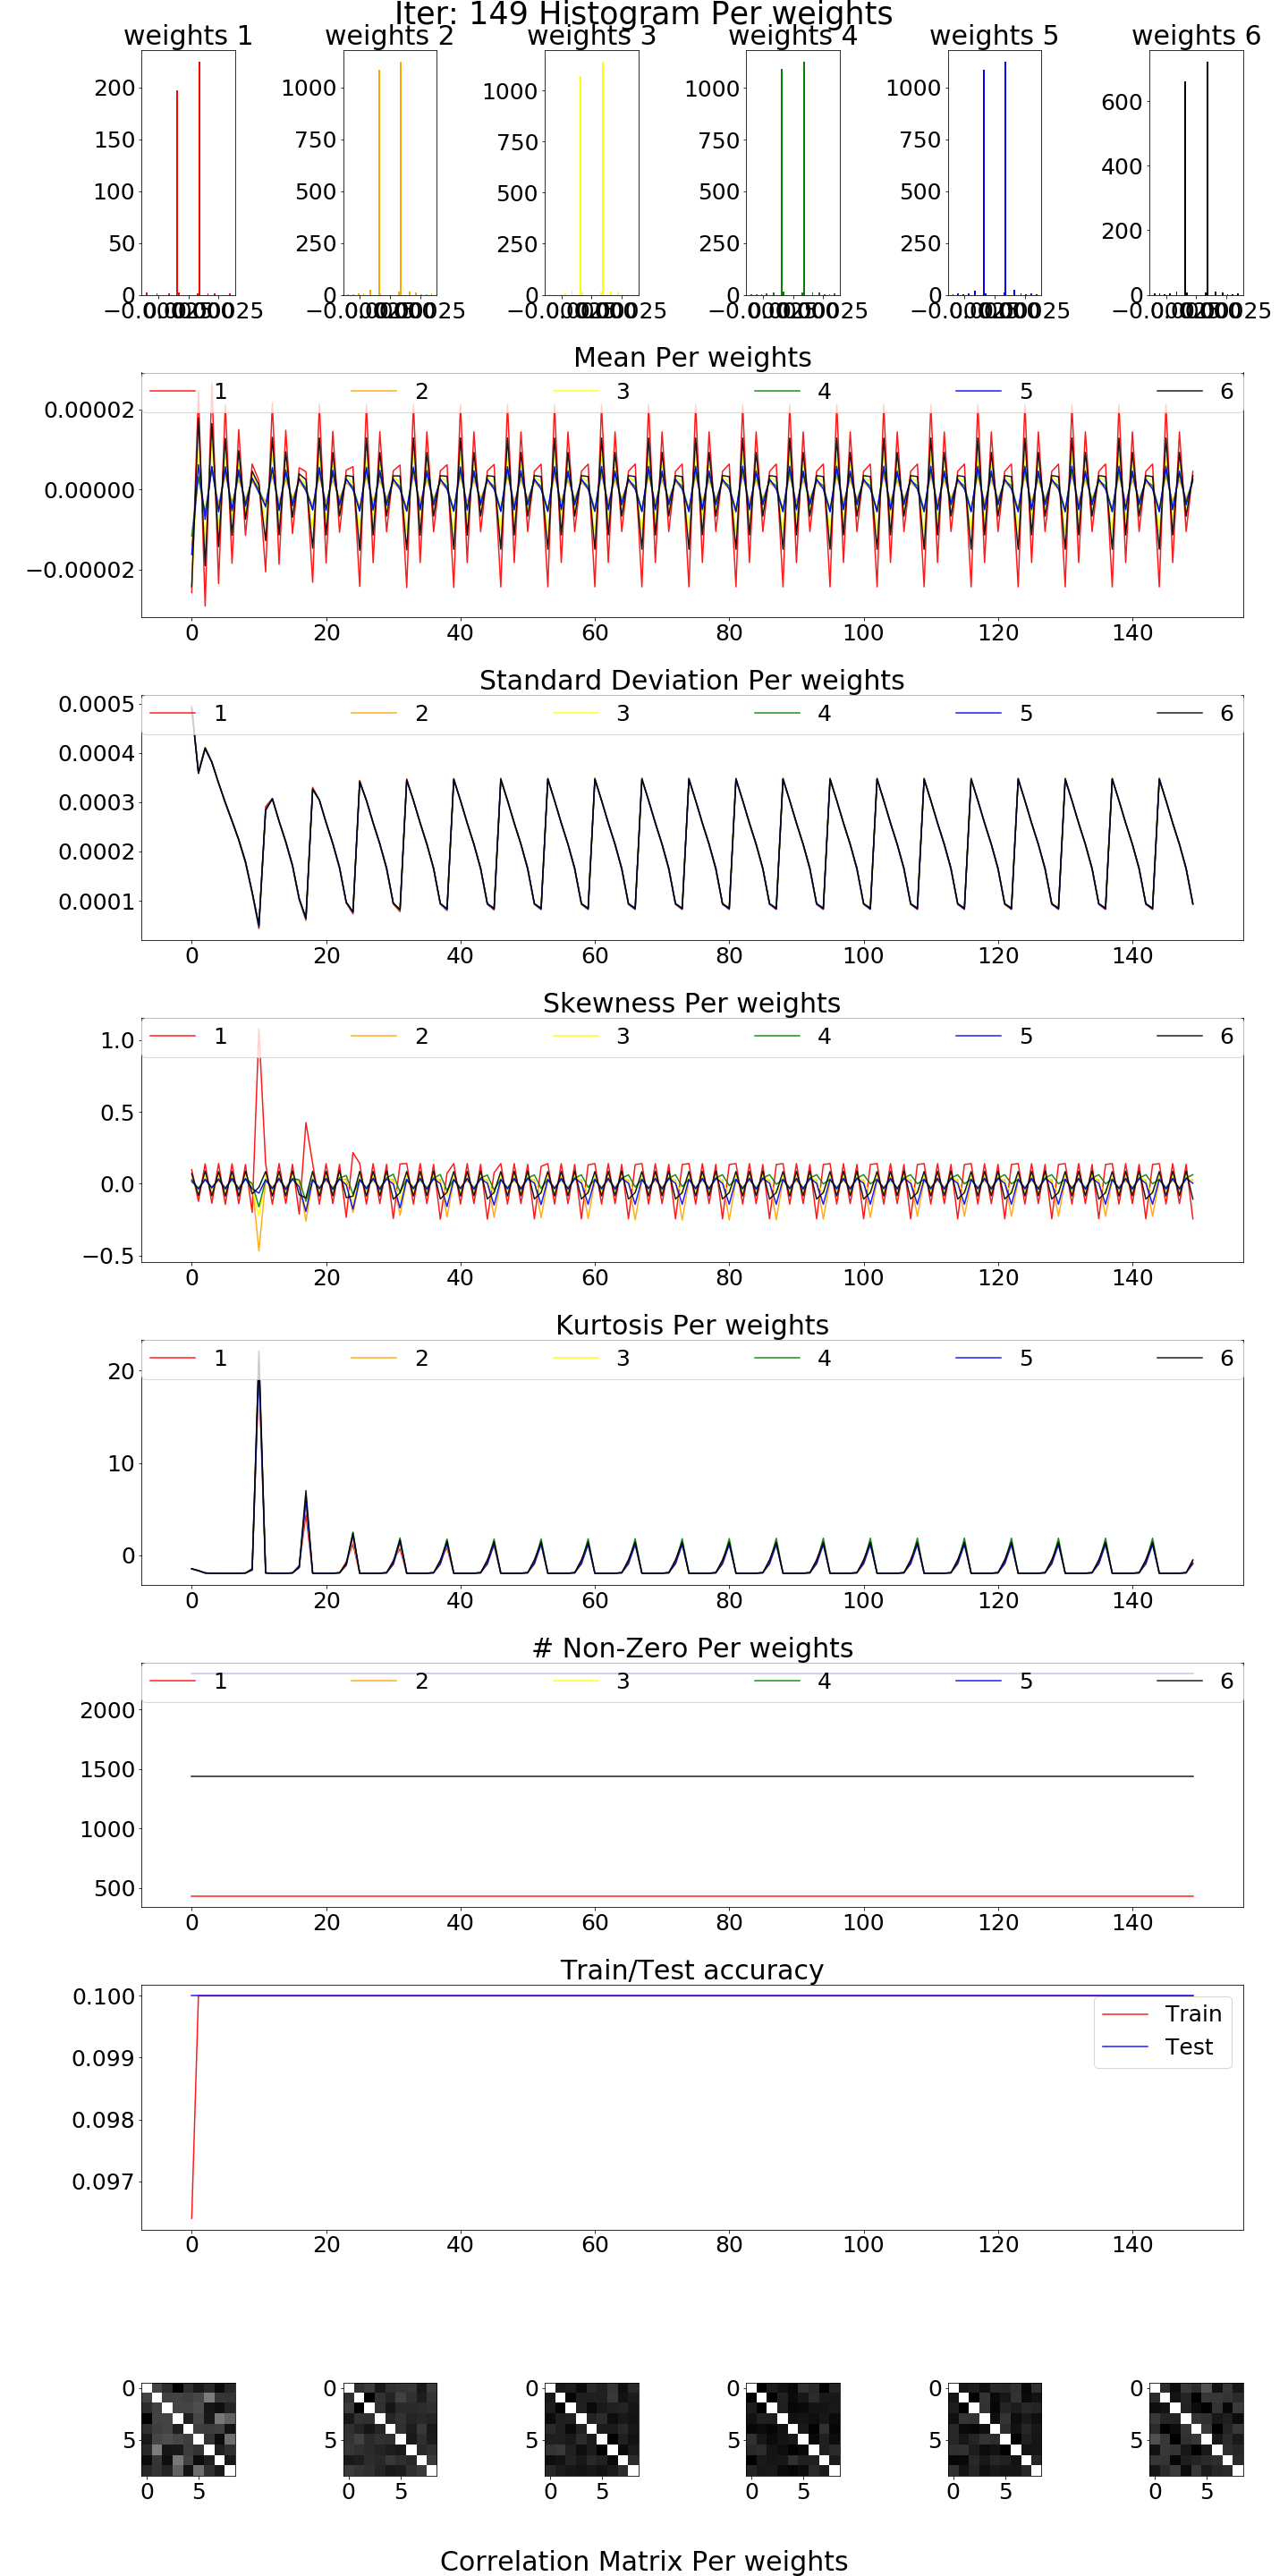 Iter: 149 Histogram Per weights
weights 1 weights 2 weights 3 weights 4 weights 5 weights 6
200 1000 1000 1000 1000 600
150 750 750 750 750 400
100 500 500 500 500 200
50 250 250 250 250
0 0 0 0 0 0
Mean Per weights
1 2 3 4 5 6
0.00002
0.00000
−0.00002
0 20 40 60 80 100 120 140
Standard Deviation Per weights
1 2 3 4 5 6
0.0005
0.0004
0.0003
0.0002
0.0001
0 20 40 60 80 100 120 140
Skewness Per weights
1 2 3 4 5 6
1.0
0.5
0.0
−0.5
0 20 40 60 80 100 120 140
Kurtosis Per weights
1 2 3 4 5 6
20
10
0
0 20 40 60 80 100 120 140
# Non-Zero Per weights
1 2 3 4 5 6
2000
1500
1000
500
0 20 40 60 80 100 120 140
Train/Test accuracy
Train
Test
0.100
0.099
0.098
0.097
0 20 40 60 80 100 120 140
0 0 0 0 0 0
5 5 5 5 5 5
0 5 0 5 0 5 0 5 0 5 0 5
Correlation Matrix Per weights